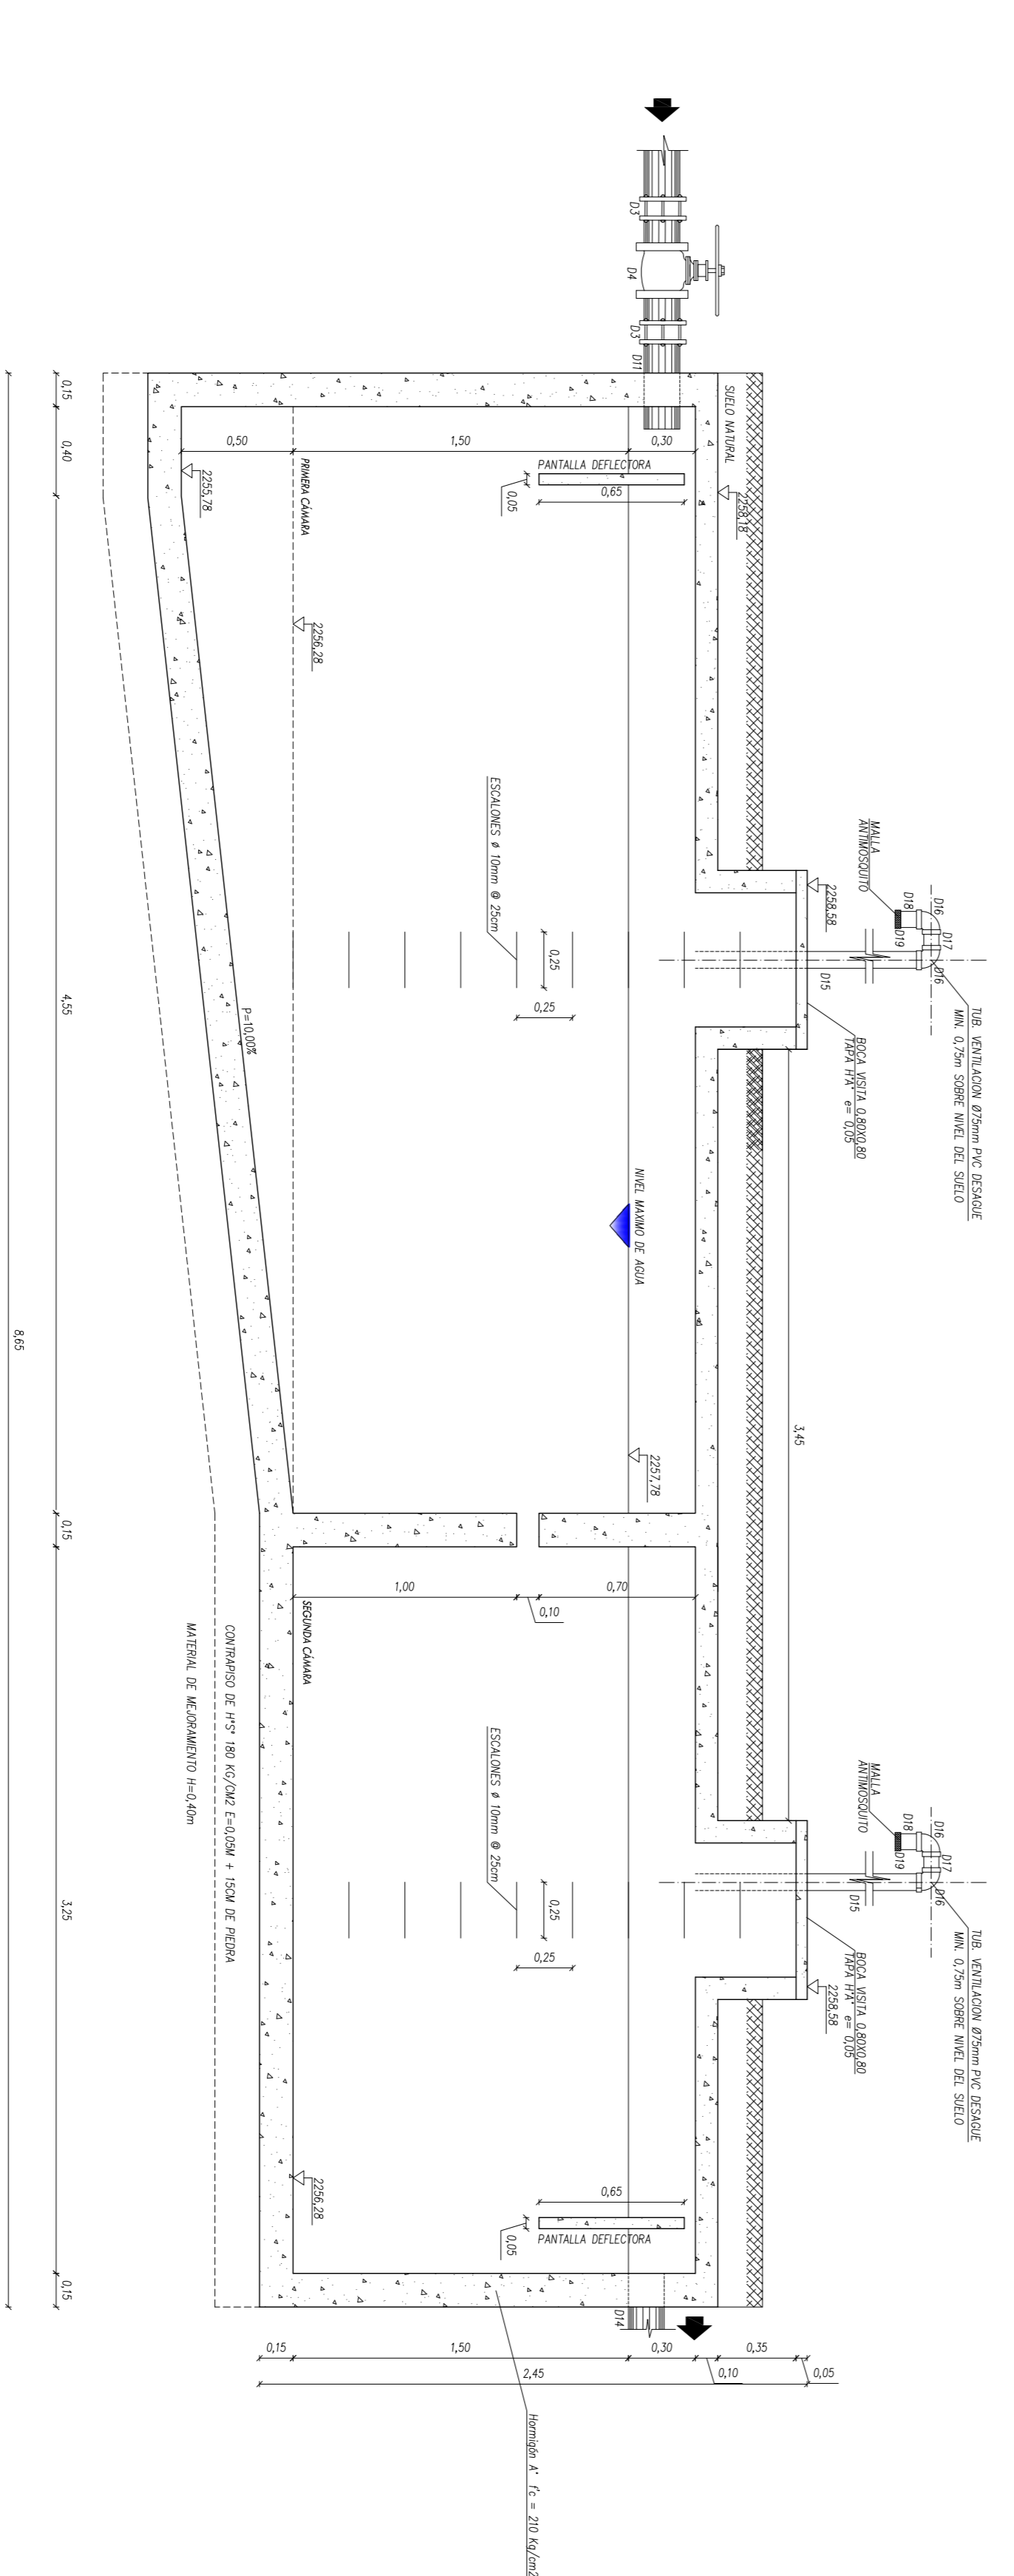 TUB. VENTILACION Ø75mm PVC DESAGUE
MIN. 0,75m SOBRE NIVEL DEL SUELO
D16
D17
D16
D18
D19
MALLA
ANTIMOSQUITO
D15
BOCA VISITA 0,80X0,80
TAPA H°A° e= 0,05
2258,58
3,45
TUB. VENTILACION Ø75mm PVC DESAGUE
MIN. 0,75m SOBRE NIVEL DEL SUELO
D16
D17
D16
D18
D19
MALLA
ANTIMOSQUITO
D15
BOCA VISITA 0,80X0,80
TAPA H°A° e= 0,05
2258,58
SUELO NATURAL
2258,18
D3
D4
D3
D11
0,30
1,50
0,50
PANTALLA DEFLECTORA
0,65
0,05
PRIMERA CÁMARA
2255,78
2256,28
ESCALONES ø 10mm @ 25cm
0,25
0,25
NIVEL MAXIMO DE AGUA
2257,78
P=10,00%
0,70
0,10
1,00
SEGUNDA CÁMARA
ESCALONES ø 10mm @ 25cm
0,25
0,25
2256,28
0,65
0,05
PANTALLA DEFLECTORA
D14
0,05
0,35
0,10
0,30
1,50
0,15
2,45
Hormigón A° f'c = 210 Kg/cm2
CONTRAPISO DE H°S° 180 KG/CM2 E=0,05M + 15CM DE PIEDRA
MATERIAL DE MEJORAMIENTO H=0,40m
0,15
0,40
4,55
0,15
3,25
0,15
8,65